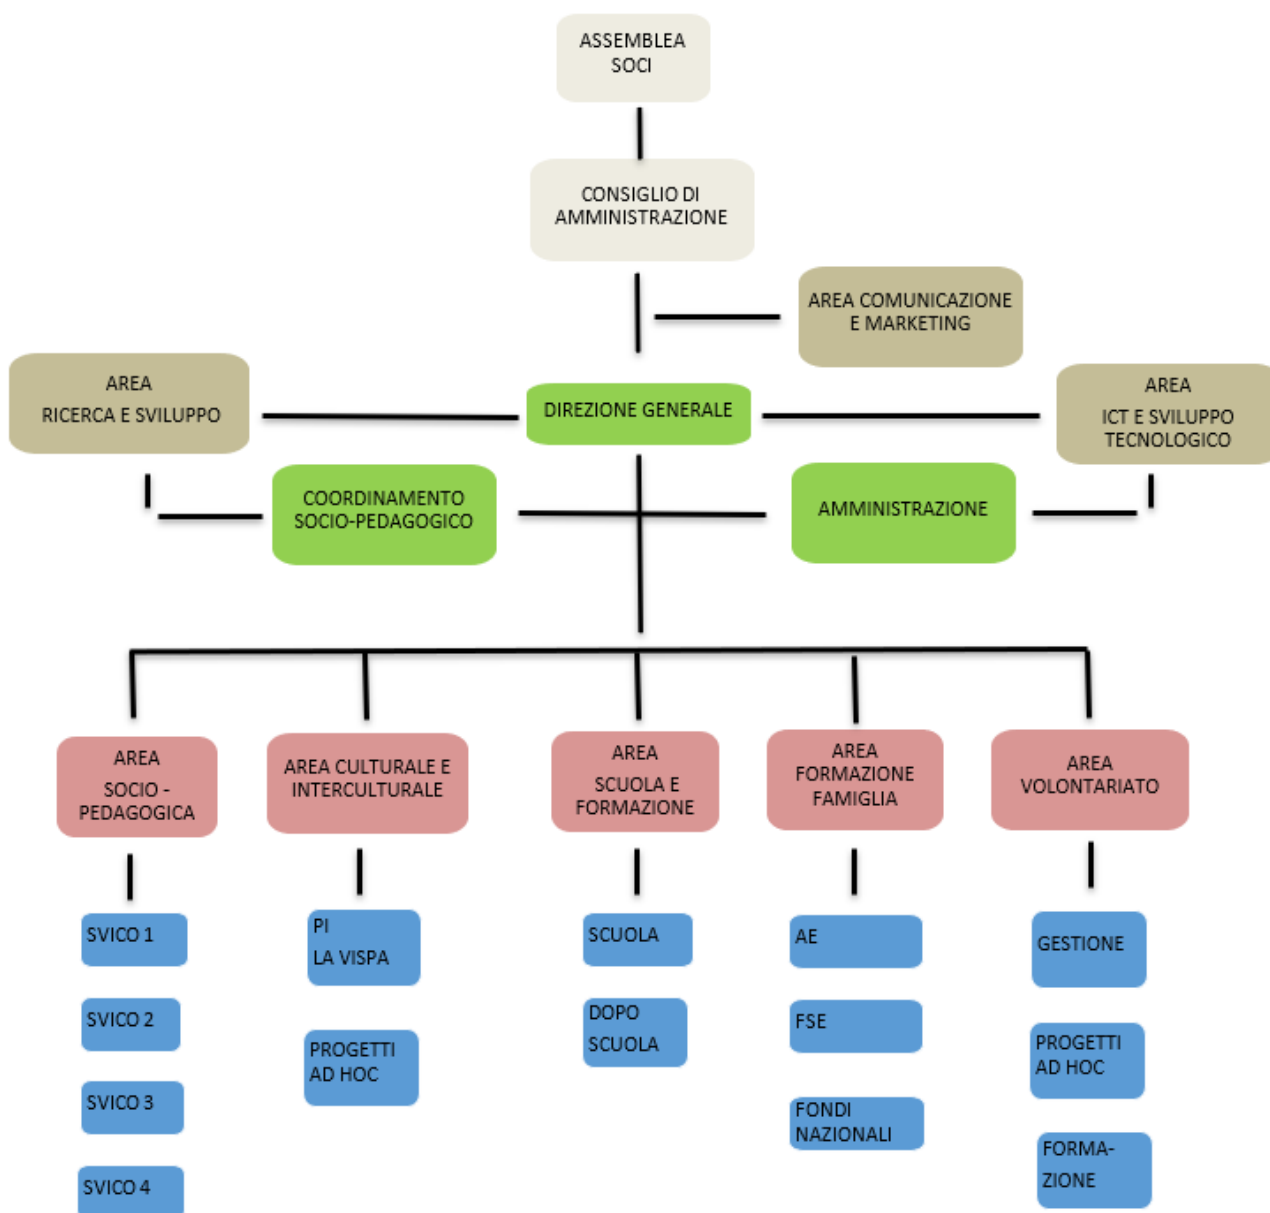 ASSEMBLEA
SOCI
CONSIGLIO DI
AMMINISTRAZIONE
AREA COMUNICAZIONE
E MARKETING
AREA
RICERCA E SVILUPPO
DIREZIONE GENERALE
AREA
ICT E SVILUPPO
TECNOLOGICO
COORDINAMENTO
SOCIO-PEDAGOGICO
AMMINISTRAZIONE
AREA
SOCIO -
PEDAGOGICA
AREA CULTURALE E
INTERCULTURALE
AREA
SCUOLA E
FORMAZIONE
AREA
FORMAZIONE
FAMIGLIA
AREA
VOLONTARIATO
SVICO 1
SVICO 2
SVICO 3
SVICO 4
PI
LA VISPA
PROGETTI
AD HOC
SCUOLA
DOPO
SCUOLA
AE
FSE
FONDI
NAZIONALI
GESTIONE
PROGETTI
AD HOC
FORMA-
ZIONE